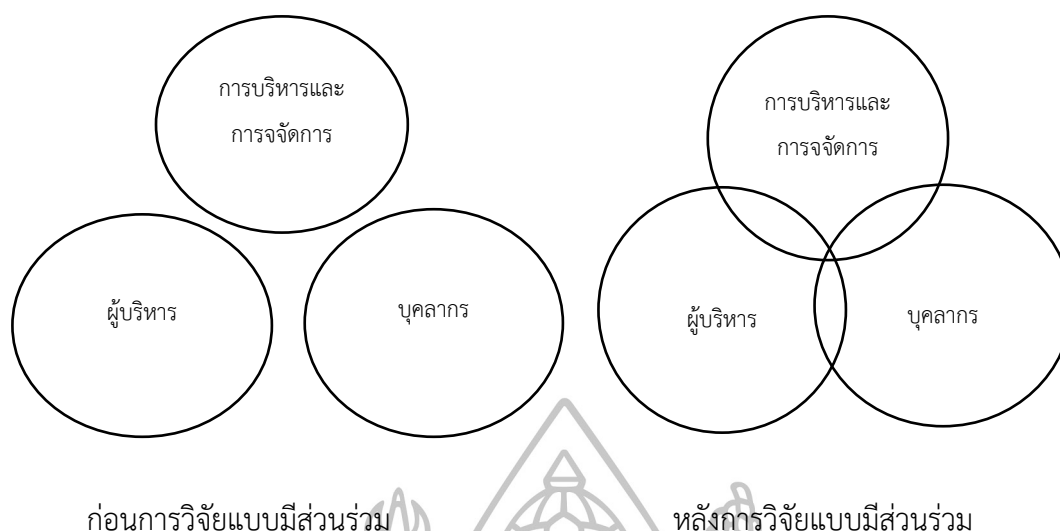 การบริหารและ
การจจัดการ
ผู้บริหาร
บุคลากร
ก่อนการวิจัยแบบมีส่วนร่วม
การบริหารและ
การจจัดการ
ผู้บริหาร
บุคลากร
หลังการวิจัยแบบมีส่วนร่วม